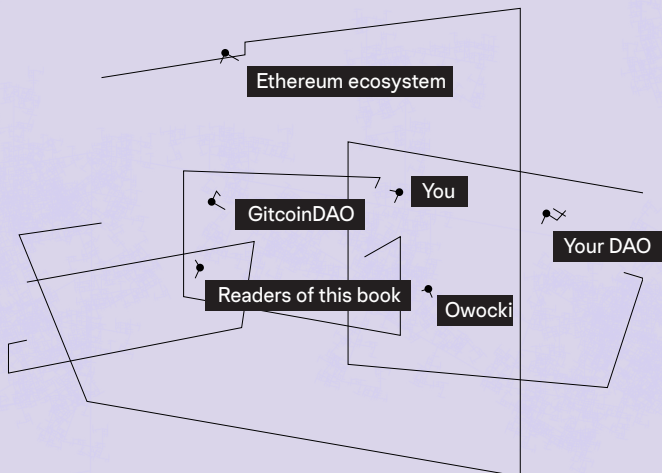 Ethereum ecosystem
You
GitcoinDAO
Your DAO
Readers of this book
Owocki